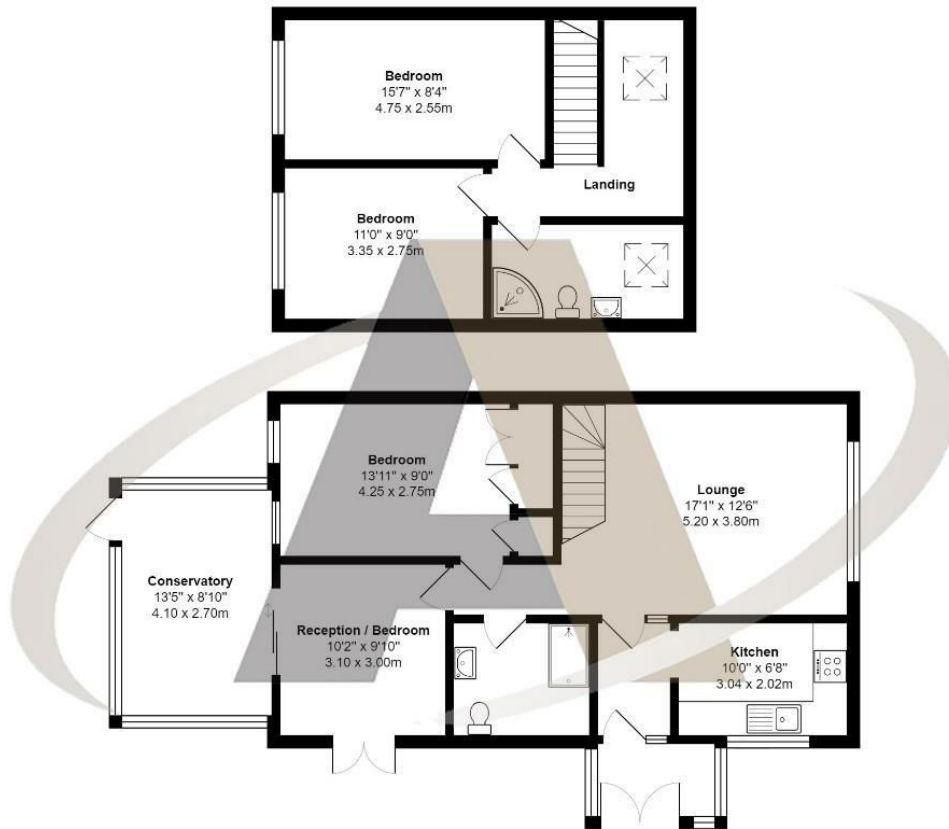 Bedroom
15'7" x 8'4"
4.75 x 2.55m
Landing
Bedroom
11'0" x 9'0"
3.35 x 2.75m
Bedroom
13'11" x 9'0"
4.25 x 2.75m
Lounge
17'1" x 12'6"
5.20 x 3.80m
Conservatory
13'5" x 8'10"
4.10 x 2.70m
Reception / Bedroom
10'2" x 9'10"
3.10 x 3.00m
Kitchen
10'0" x 6'8"
3.04 x 2.02m
A